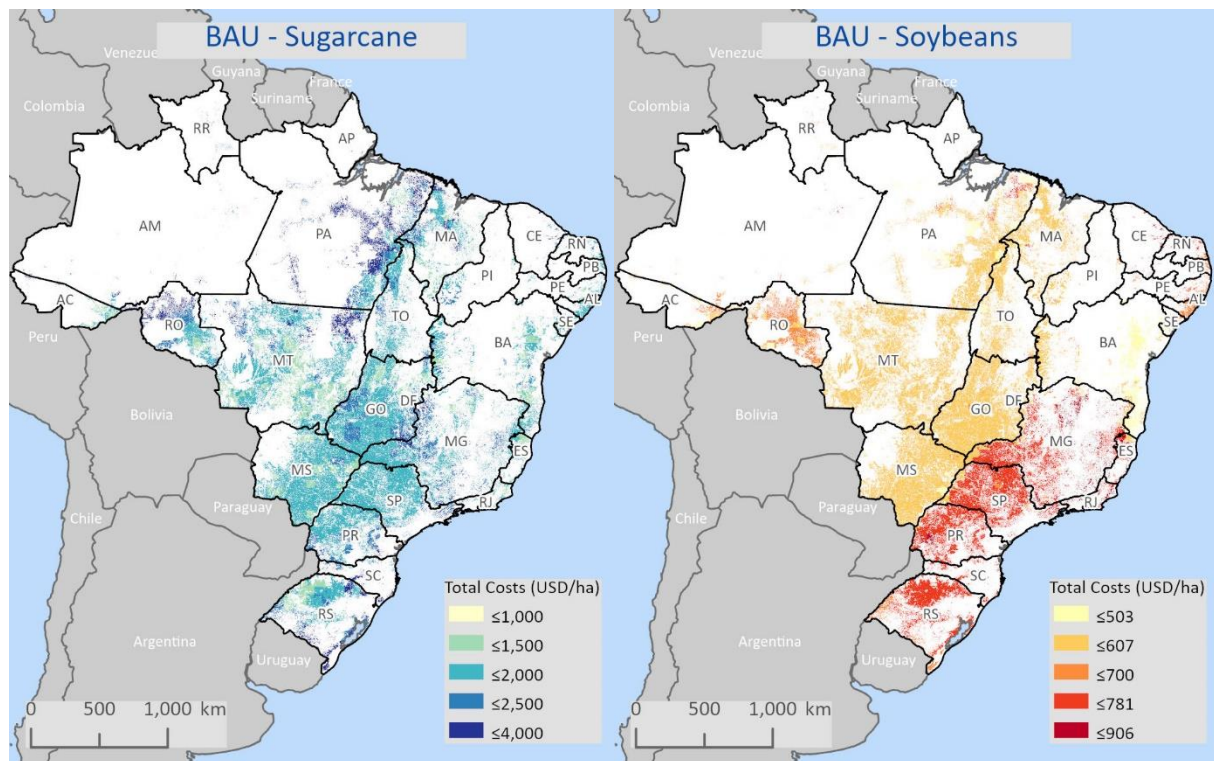 BAU - Sugarcane
Venezuel
Guyana
France
Suriname
Colombia
RR
AP
AM
PA
MA
CE
RN
PB
PI
PE
AL
AC
SE
RO
TO
BA
Peru
MT
DF
GO
Bolivia
MG
ES
MS
SP
RJ
Paraguay
Chile
PR
SC
RS
Argentina
Uruguay
Total Costs (USD/ha)
≤1,000
≤1,500
≤2,000
≤2,500
≤4,000
0 500 1,000 km
BAU - Soybeans
Venezue
Guyana
France
Suriname
Colombia
RR
AP
AM
PA
MA
CE
RN
PB
PI
PE
AL
AC
SE
RO
TO
BA
Peru
MT
DF
GO
Bolivia
MG
ES
MS
SP
RJ
Paraguay
Chile
PR
SC
RS
Argentina
Uruguay
Total Costs (USD/ha)
≤503
≤607
≤700
≤781
≤906
0 500 1,000 km